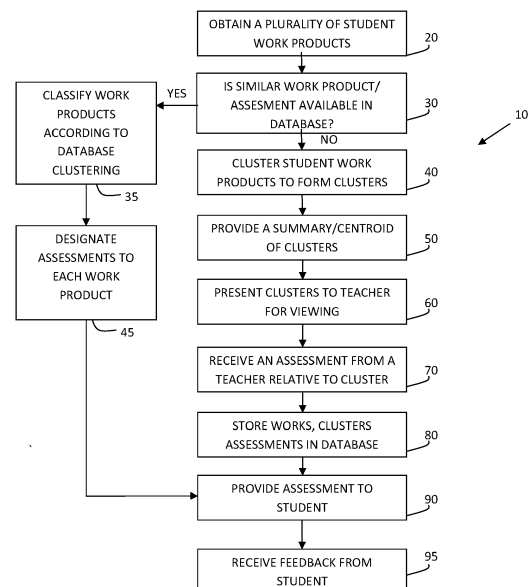 OBTAIN A PLURALITY OF STUDENT
WORK PRODUCTS
20
IS SIMILAR WORK PRODUCT/
ASSESMENT AVAILABLE IN
DATABASE?
30
YES
NO
10
CLASSIFY WORK
PRODUCTS
ACCORDING TO
DATABASE
CLUSTERING
35
DESIGNATE
ASSESSMENTS TO
EACH WORK
PRODUCT
45
CLUSTER STUDENT WORK
PRODUCTS TO FORM CLUSTERS
40
PROVIDE A SUMMARY/CENTROID
OF CLUSTERS
50
PRESENT CLUSTERS TO TEACHER
FOR VIEWING
60
RECEIVE AN ASSESSMENT FROM A
TEACHER RELATIVE TO CLUSTER
70
STORE WORKS, CLUSTERS
ASSESSMENTS IN DATABASE
80
PROVIDE ASSESSMENT TO
STUDENT
90
RECEIVE FEEDBACK FROM
STUDENT
95